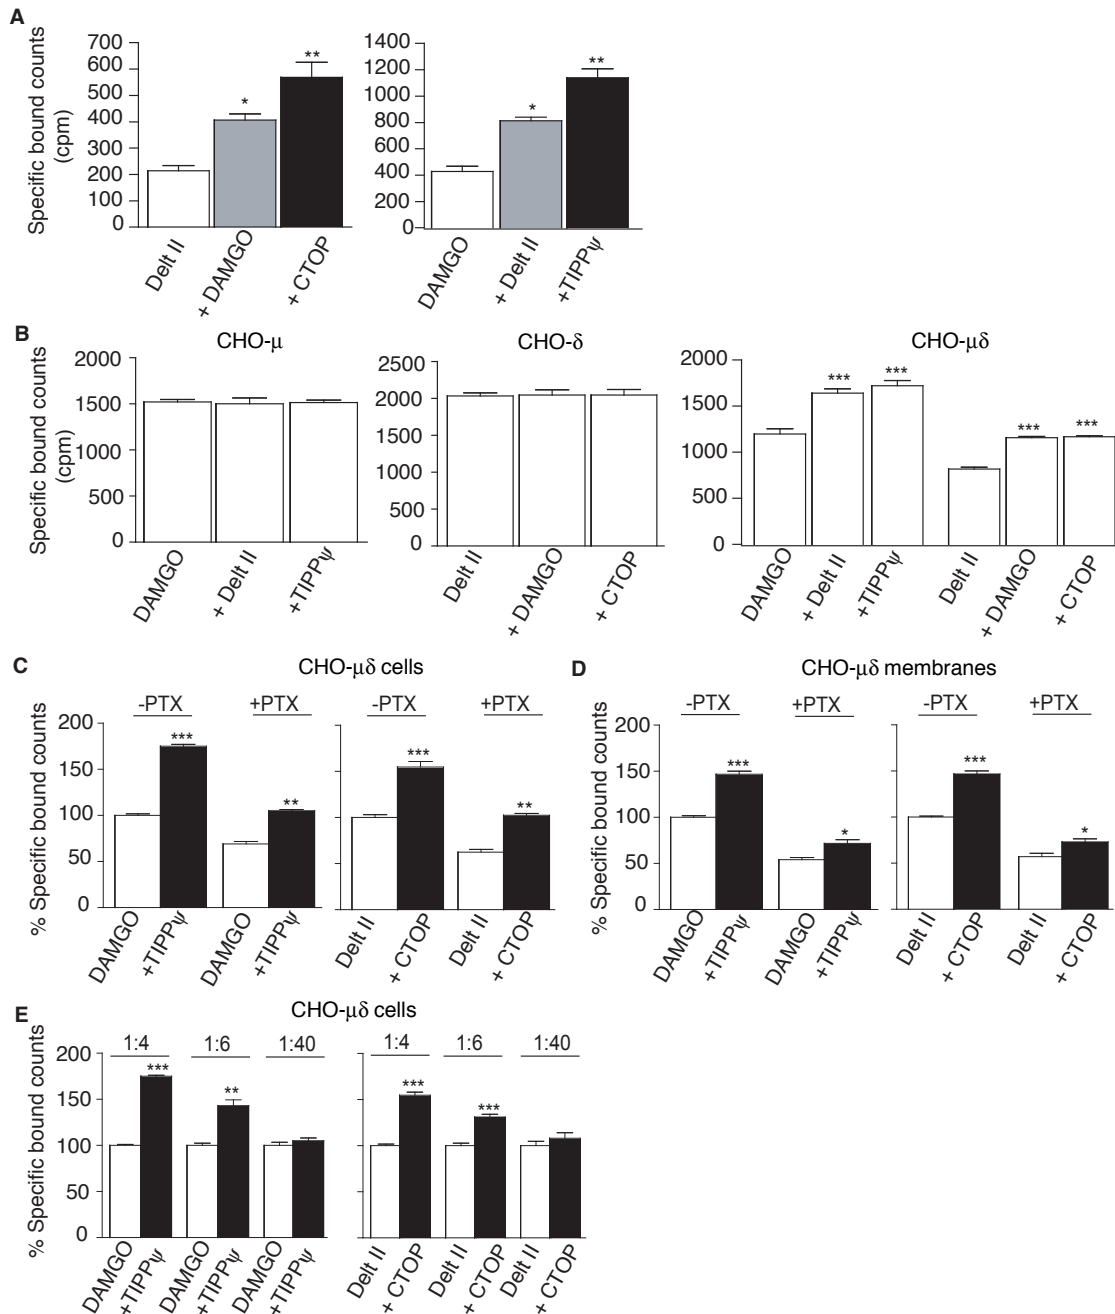 A
Specific bound counts
(cpm)
700
600
500
400
300
200
100
0
*
**
Delt II
+ DAMGO
+ CTOP
1400
1200
1000
800
600
400
200
0
*
**
DAMGO
+ Delt II
+TIPPψ
B
Specific bound counts
(cpm)
CHO-μ
2000
1500
1000
500
0
DAMGO
+ Delt II
+TIPPψ
CHO-δ
2500
2000
1500
1000
500
0
Delt II
+ DAMGO
+ CTOP
CHO-μδ
2000
1500
1000
500
0
***
***
***
***
DAMGO
+ Delt II
+TIPPψ
Delt II
+ DAMGO
+ CTOP
C
CHO-μδ cells
% Specific bound counts
-PTX
+PTX
-PTX
+PTX
200
150
100
50
0
***
**
***
**
DAMGO
+TIPPψ
DAMGO
+TIPPψ
Delt II
+ CTOP
Delt II
+ CTOP
D
CHO-μδ membranes
% Specific bound counts
-PTX
+PTX
-PTX
+PTX
200
150
100
50
0
***
*
***
*
DAMGO
+TIPPψ
DAMGO
+TIPPψ
Delt II
+ CTOP
Delt II
+ CTOP
E
CHO-μδ cells
% Specific bound counts
1:4
1:6
1:40
1:4
1:6
1:40
200
150
100
50
0
***
**
***
***
DAMGO
+TIPPψ
DAMGO
+TIPPψ
DAMGO
+TIPPψ
Delt II
+ CTOP
Delt II
+ CTOP
Delt II
+ CTOP